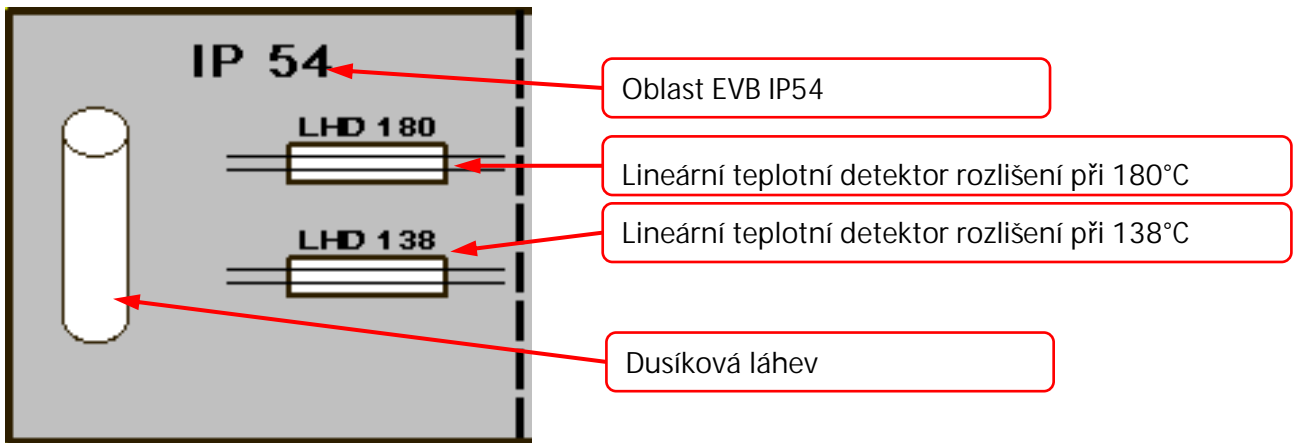 IP 54
Oblast EVB IP54
LHD 180
Lineární teplotní detektor rozlišení při 180°C
LHD 138
Lineární teplotní detektor rozlišení při 138°C
Dusíková láhev